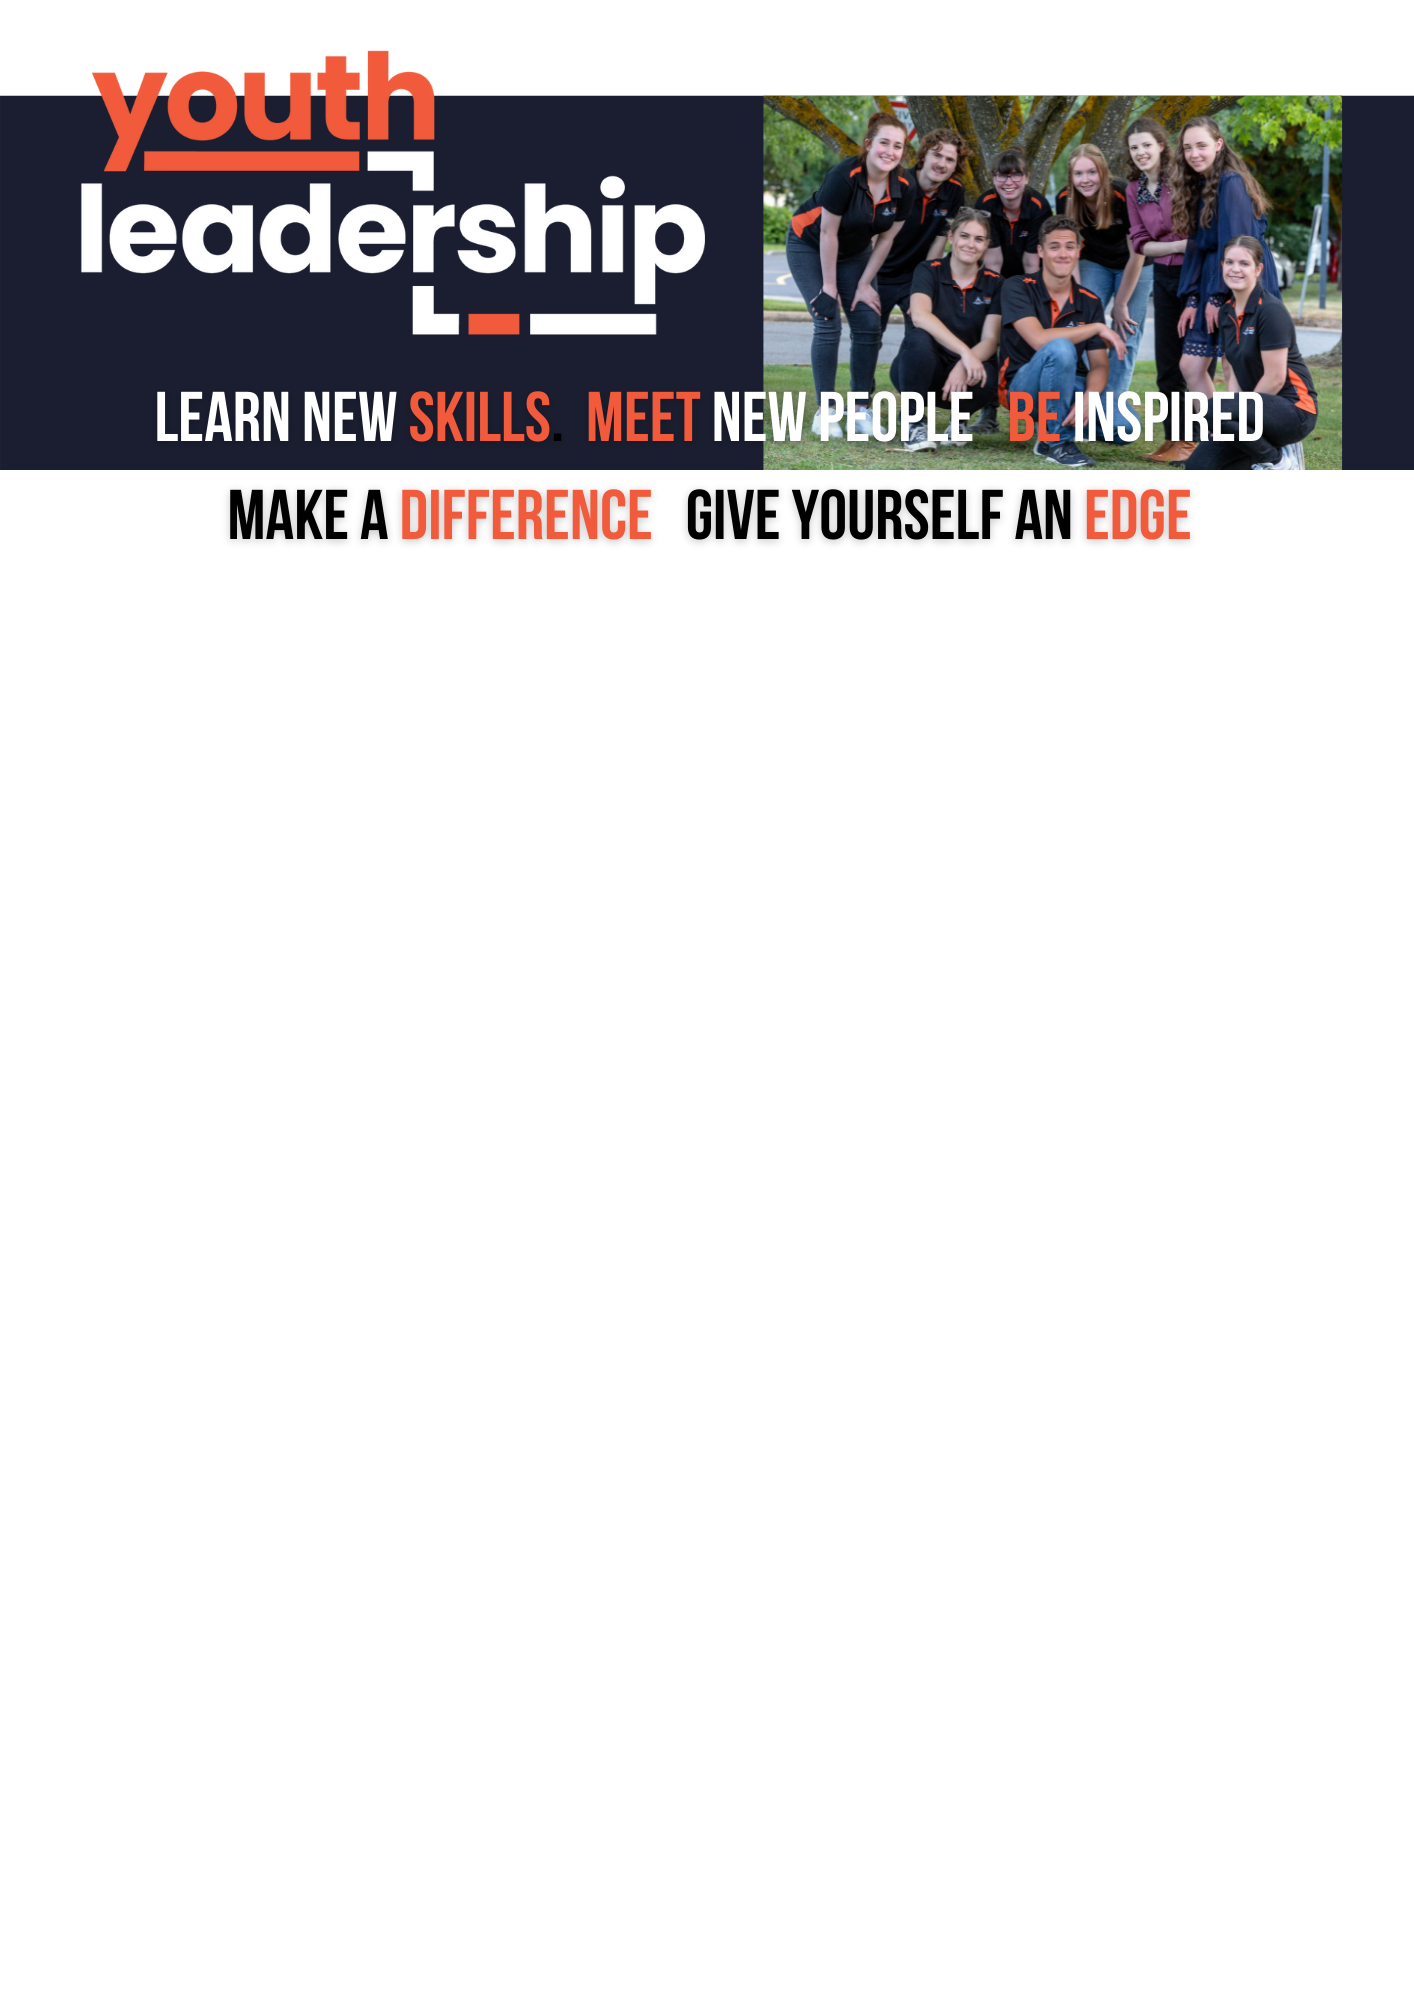 youth
leadership
LEARN NEW SKILLS. MEET NEW PEOPLE BE INSPIRED
MAKE A DIFFERENCE GIVE YOURSELF AN EDGE